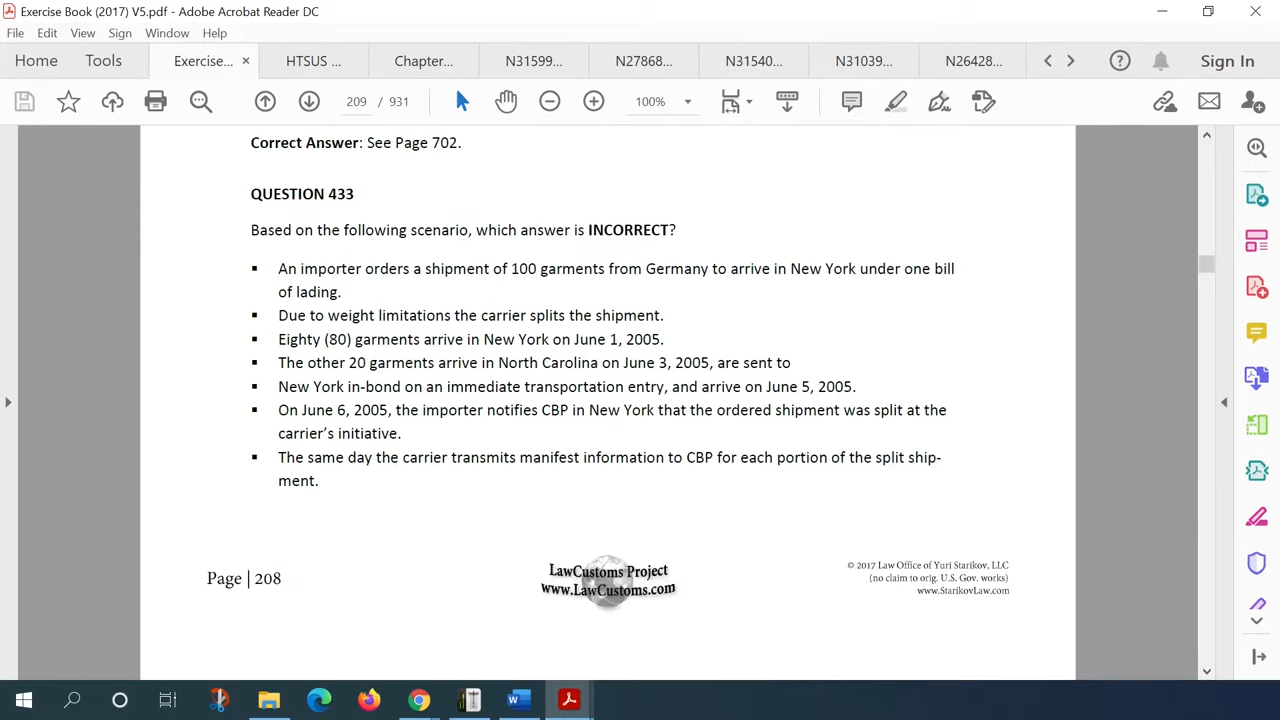 Exercise Book (2017) V5.pdf - Adobe Acrobat Reader DC
File Edit View Sign Window Help
Home Tools Exercise... × HTSUS ... Chapter... N31599... N27868... N31540... N31039... N26428... Sign In
209 / 931 100%
Correct Answer: See Page 702.
QUESTION 433
Based on the following scenario, which answer is INCORRECT?
▪ An importer orders a shipment of 100 garments from Germany to arrive in New York under one bill
of lading.
▪ Due to weight limitations the carrier splits the shipment.
▪ Eighty (80) garments arrive in New York on June 1, 2005.
▪ The other 20 garments arrive in North Carolina on June 3, 2005, are sent to
▪ New York in-bond on an immediate transportation entry, and arrive on June 5, 2005.
▪ On June 6, 2005, the importer notifies CBP in New York that the ordered shipment was split at the
carrier’s initiative.
▪ The same day the carrier transmits manifest information to CBP for each portion of the split ship-
ment.
Page | 208
LawCustoms Project
www.LawCustoms.com
© 2017 Law Office of Yuri Starikov, LLC
(no claim to orig. U.S. Gov. works)
www.StarikovLaw.com